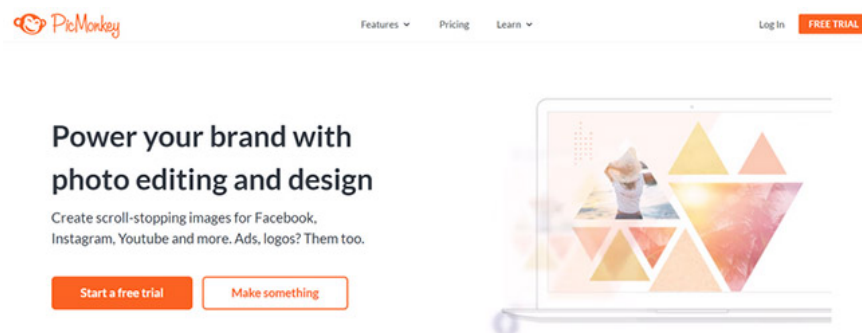 PicMonkey
Features
Pricing
Learn
Log In
FREE TRIAL
Power your brand with
photo editing and design
Create scroll-stopping images for Facebook,
Instagram, Youtube and more. Ads, logos? Them too.
Start a free trial
Make something